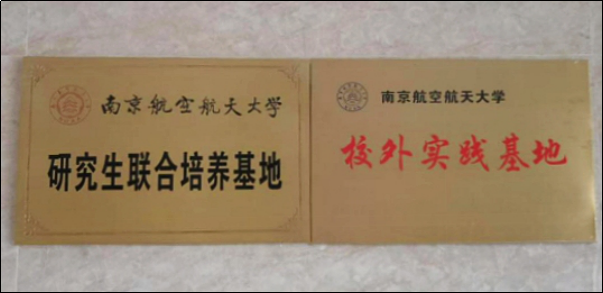 南京航空航天大学
研究生联合培养基地
南京航空航天大学
校外实践基地